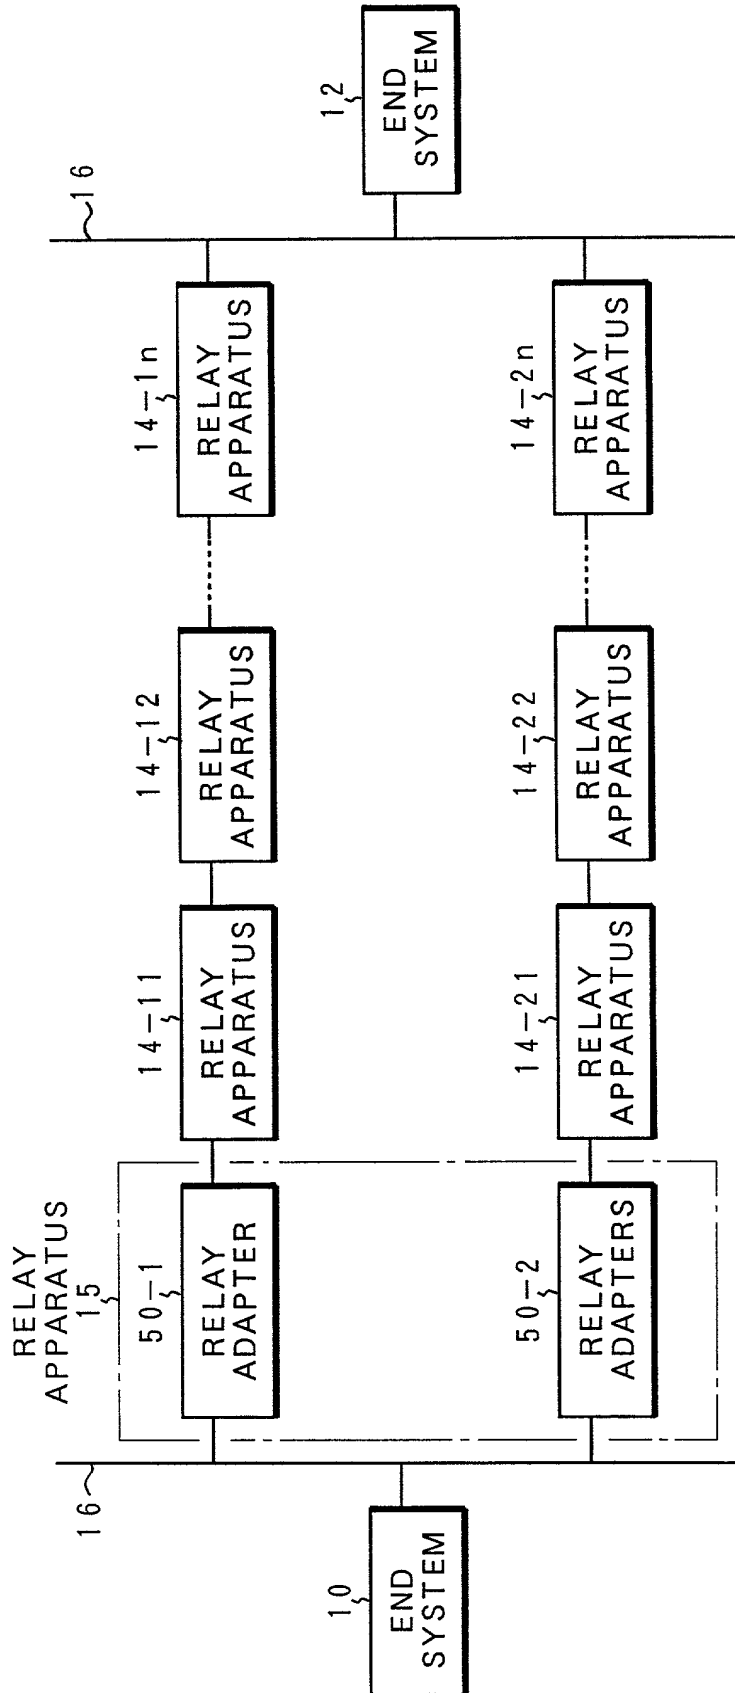 RELAY
APPARATUS
15
16
10
END
SYSTEM
50-1
RELAY
ADAPTER
14-11
RELAY
APPARATUS
14-12
RELAY
APPARATUS
14-1n
RELAY
APPARATUS
16
12
END
SYSTEM
50-2
RELAY
ADAPTERS
14-21
RELAY
APPARATUS
14-22
RELAY
APPARATUS
14-2n
RELAY
APPARATUS